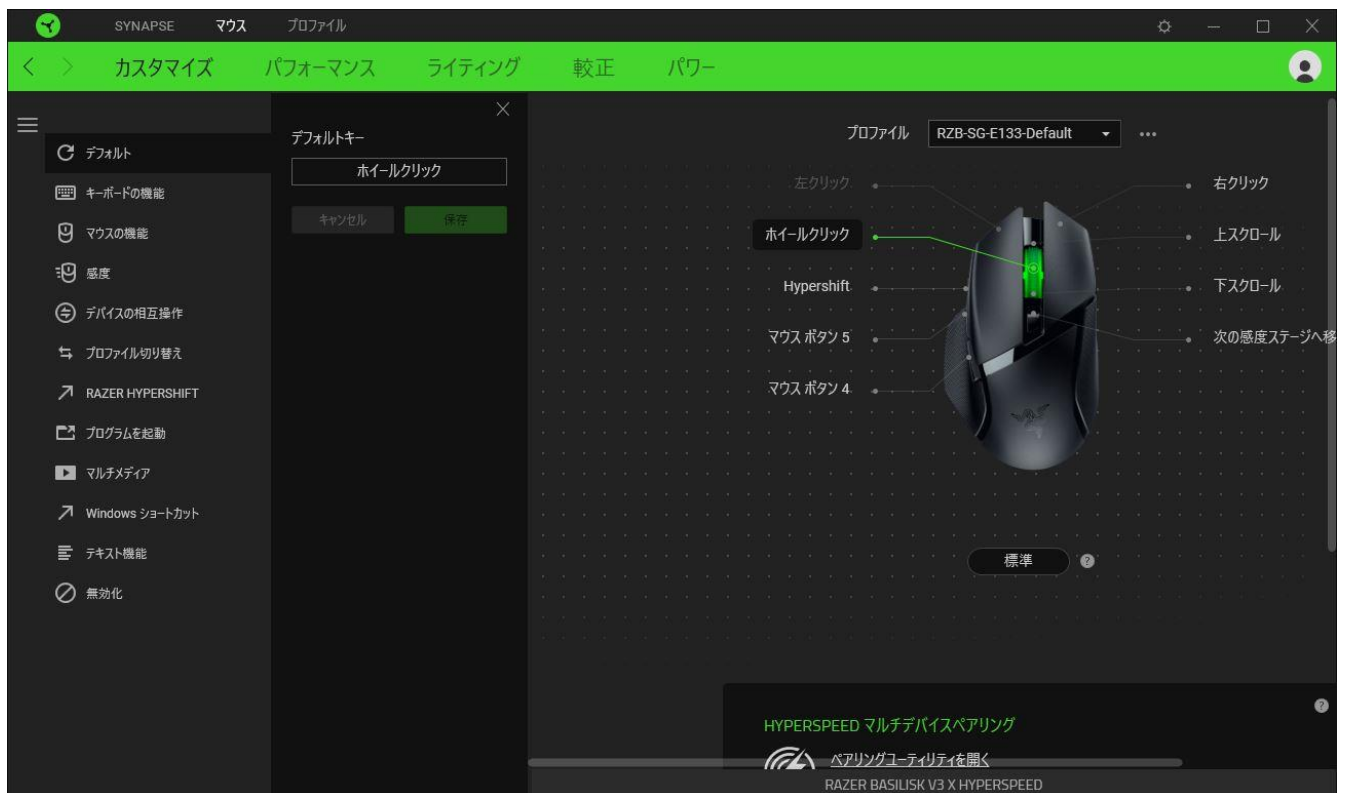 SYNAPSE マウス プロファイル
カスタマイズ パフォーマンス ライティング 較正 パワー
デフォルト
キーボードの機能
マウスの機能
感度
デバイスの相互操作
プロファイル切り替え
RAZER HYPERSHIFT
プログラムを起動
マルチメディア
Windows ショートカット
テキスト機能
無効化
デフォルトキー
ホイールクリック
キャンセル 保存
プロファイル RZB-SG-E133-Default
左クリック 右クリック
ホイールクリック 上スクロール
Hypershift 下スクロール
マウス ボタン 5 次の感度ステージへ移
マウス ボタン 4
標準 ?
?
HYPERSPEED マルチデバイスペアリング
ペアリングユーティリティを開く
RAZER BASILISK V3 X HYPERSPEED